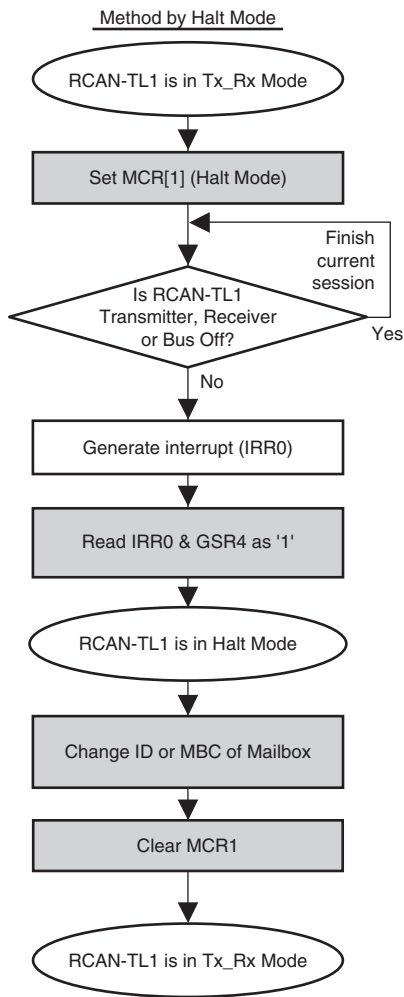 Method by Halt Mode
RCAN-TL1 is in Tx_Rx Mode
Set MCR[1] (Halt Mode)
Finish
current
session
Is RCAN-TL1
Transmitter, Receiver
or Bus Off?
Yes
No
Generate interrupt (IRR0)
Read IRR0 & GSR4 as '1'
RCAN-TL1 is in Halt Mode
Change ID or MBC of Mailbox
Clear MCR1
RCAN-TL1 is in Tx_Rx Mode